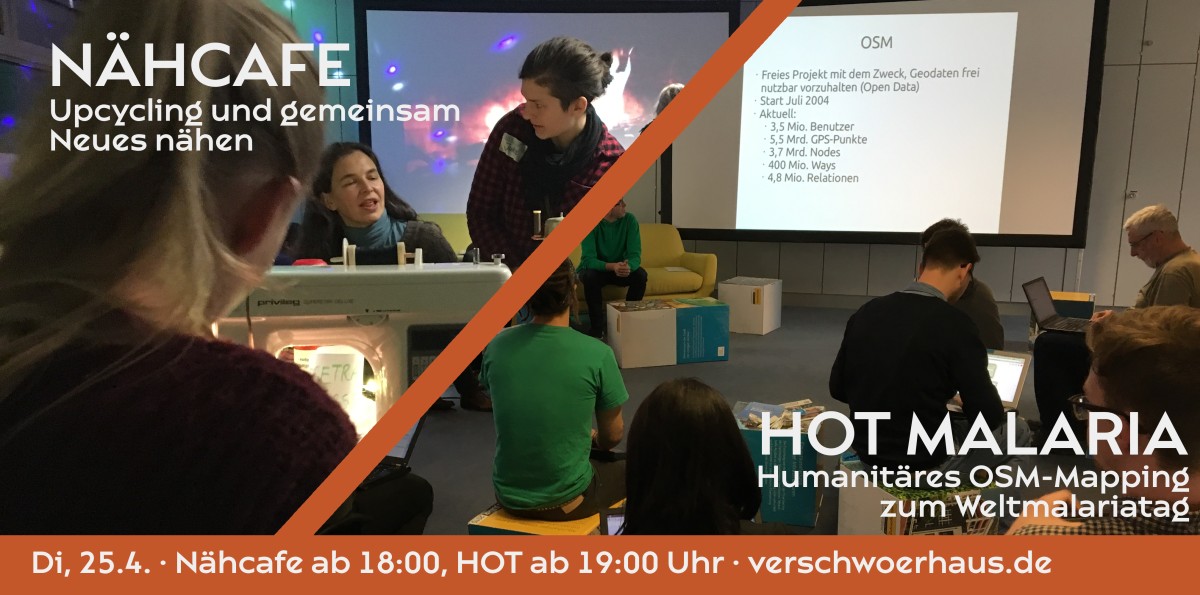 NÄHCAFE
Upcycling und gemeinsam
Neues nähen
OSM
· Freies Projekt mit dem Zweck, Geodaten frei
nutzbar vorzuhalten (Open Data)
· Start Juli 2004
· Aktuell:
· 3,5 Mio. Benutzer
· 5,5 Mrd. GPS-Punkte
· 3,7 Mrd. Nodes
· 400 Mio. Ways
· 4,8 Mio. Relationen
privileg
HOT MALARIA
Humanitäres OSM-Mapping
zum Weltmalariatag
Di, 25.4. · Nähcafe ab 18:00, HOT ab 19:00 Uhr · verschwoerhaus.de